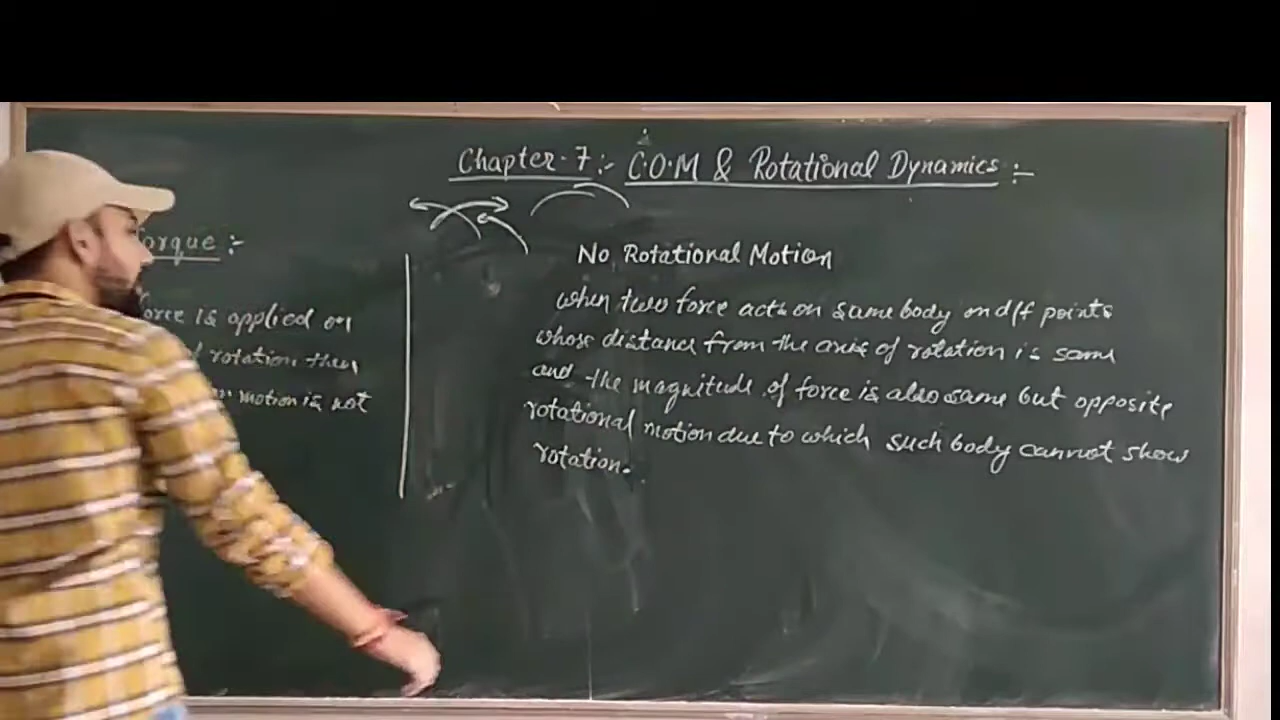 Chapter-7:- C.O.M & Rotational Dynamics :-
orque :-
orce is applied on
rotation then
motion is not
No Rotational Motion
when two force act on same body on dff points
whose distance from the axis of rotation is same
and the magnitude of force is also same but opposite
rotational motion due to which such body cannot show
rotation.